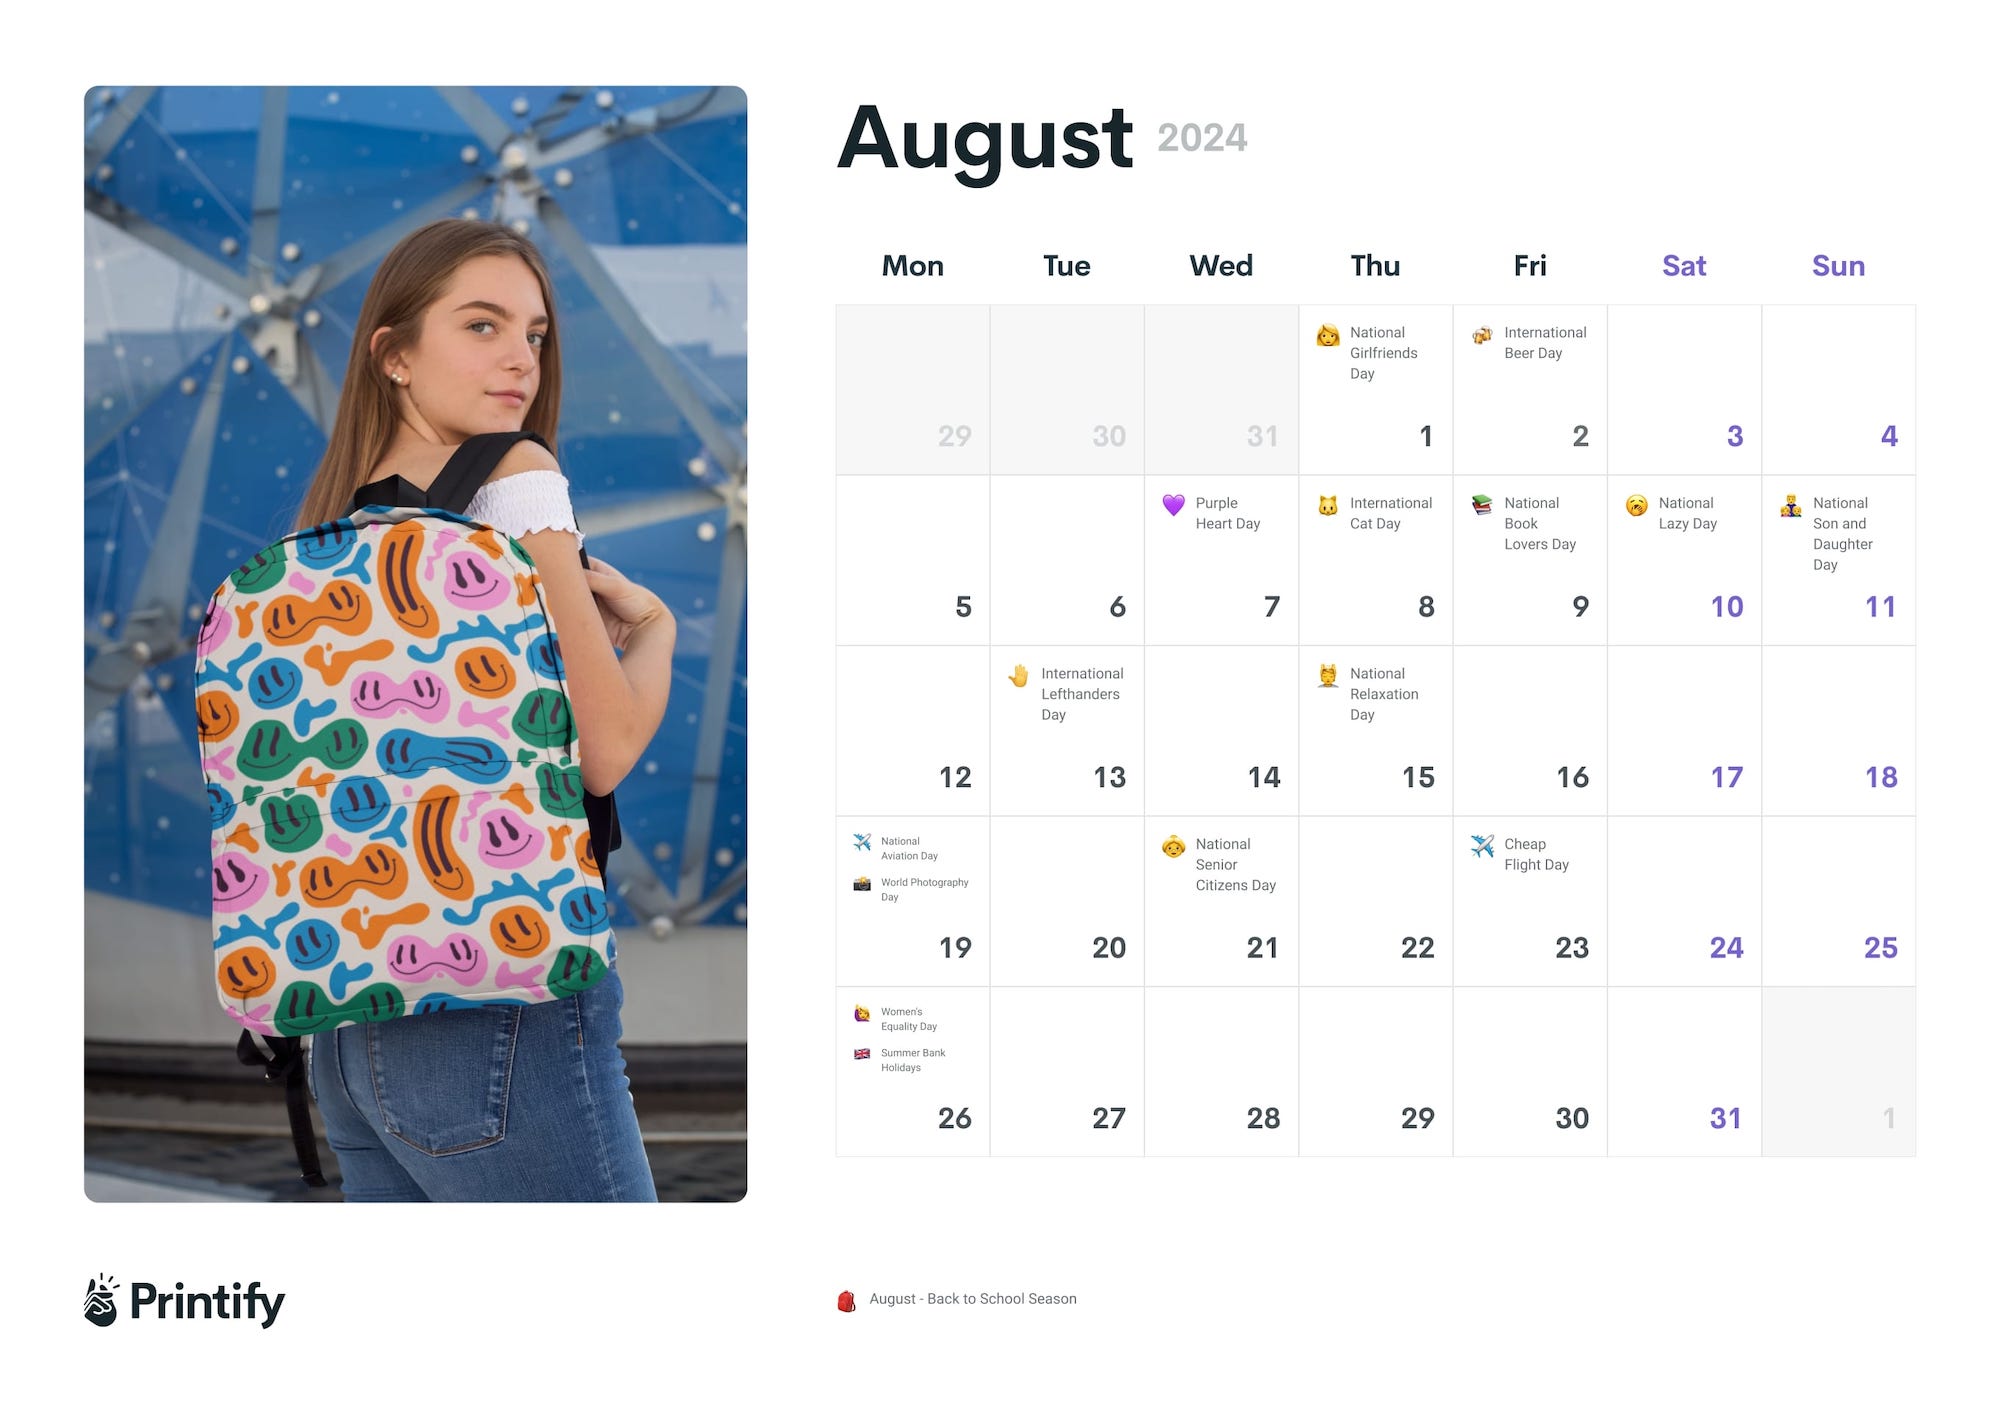 August 2024
Mon Tue Wed Thu Fri Sat Sun
National
Girlfriends
Day
International
Beer Day
29 30 31 1 2 3 4
Purple
Heart Day
International
Cat Day
National
Book
Lovers Day
National
Lazy Day
National
Son and
Daughter
Day
5 6 7 8 9 10 11
International
Lefthanders
Day
National
Relaxation
Day
12 13 14 15 16 17 18
National
Aviation Day
World Photography
Day
National
Senior
Citizens Day
Cheap
Flight Day
19 20 21 22 23 24 25
Women's
Equality Day
Summer Bank
Holidays
26 27 28 29 30 31 1
Printify
August - Back to School Season